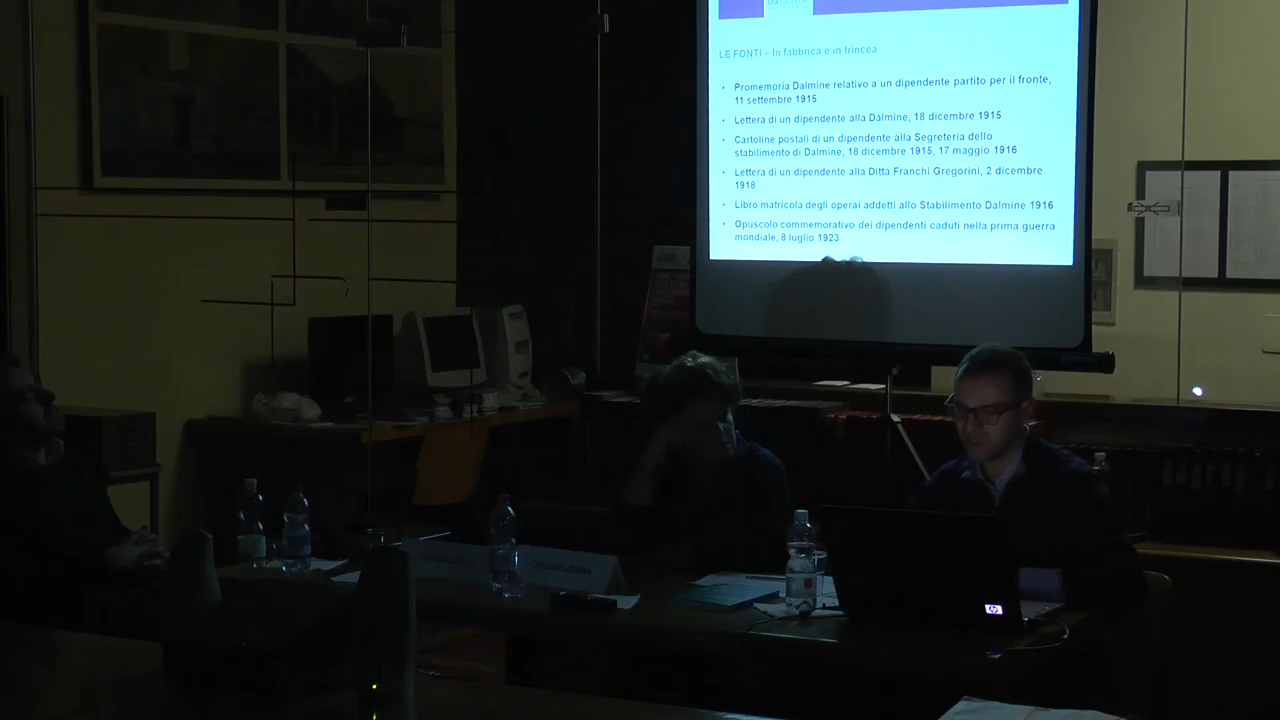 LE FONTI – In fabbrica e in trincea
• Promemoria Dalmine relativo a un dipendente partito per il fronte,
11 settembre 1915
• Lettera di un dipendente alla Dalmine, 18 dicembre 1915
• Cartoline postali di un dipendente alla Segreteria dello
stabilimento di Dalmine, 18 dicembre 1915, 17 maggio 1916
• Lettera di un dipendente alla Ditta Franchi Gregorini, 2 dicembre
1918
• Libro matricola degli operai addetti allo Stabilimento Dalmine 1916
• Opuscolo commemorativo dei dipendenti caduti nella prima guerra
mondiale, 8 luglio 1923
CAROLINA
hp